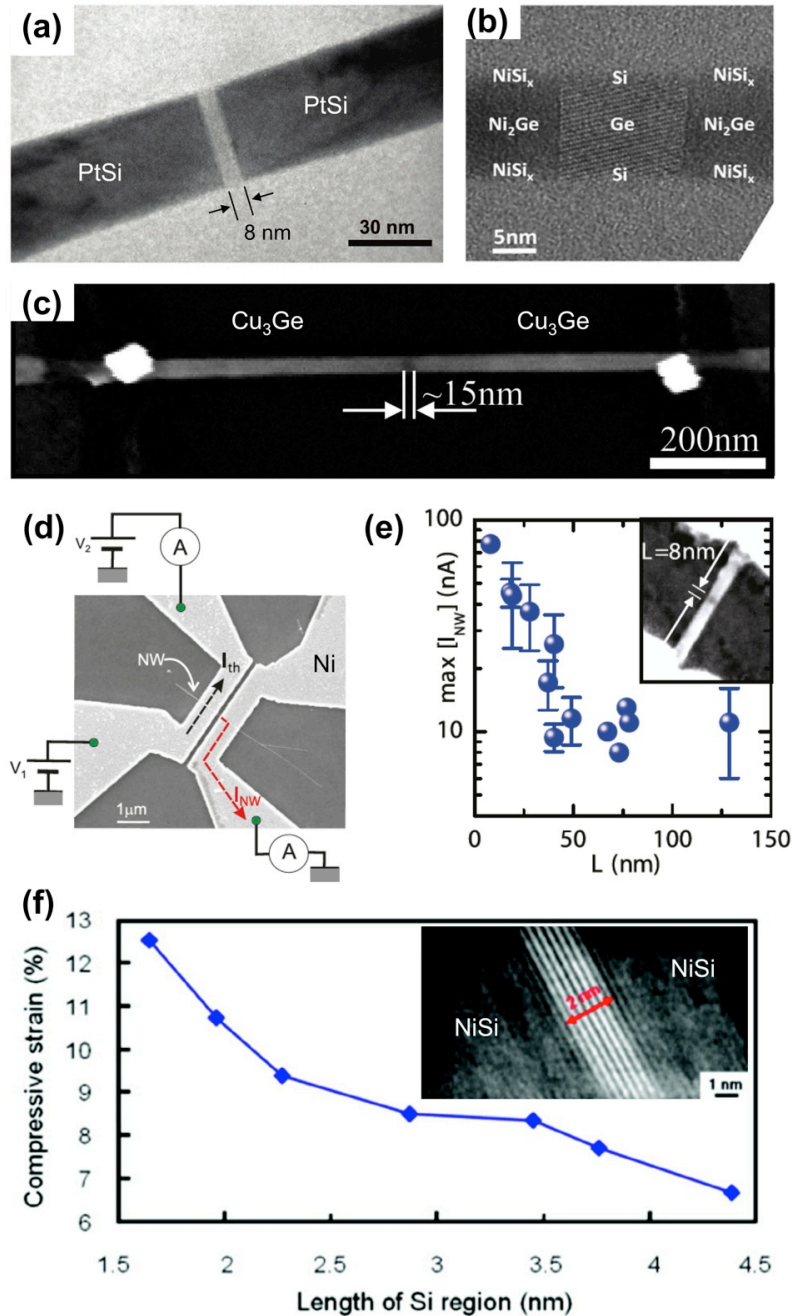 (a)
PtSi
PtSi
8 nm
30 nm
(b)
NiSiₓ Si NiSiₓ
Ni₂Ge Ge Ni₂Ge
NiSiₓ Si NiSiₓ
5nm
(c)
Cu₃Ge Cu₃Ge
~15nm
200nm
(d)
V₂
A
NW
I_th
Ni
V₁
I_NW
1μm
A
(e)
max [I_NW] (nA)
100
10
0 50 100 150
L (nm)
L=8nm
(f)
Compressive strain (%)
13
12
11
10
9
8
7
6
1.5 2 2.5 3 3.5 4 4.5
Length of Si region (nm)
NiSi
NiSi
2 nm
1 nm